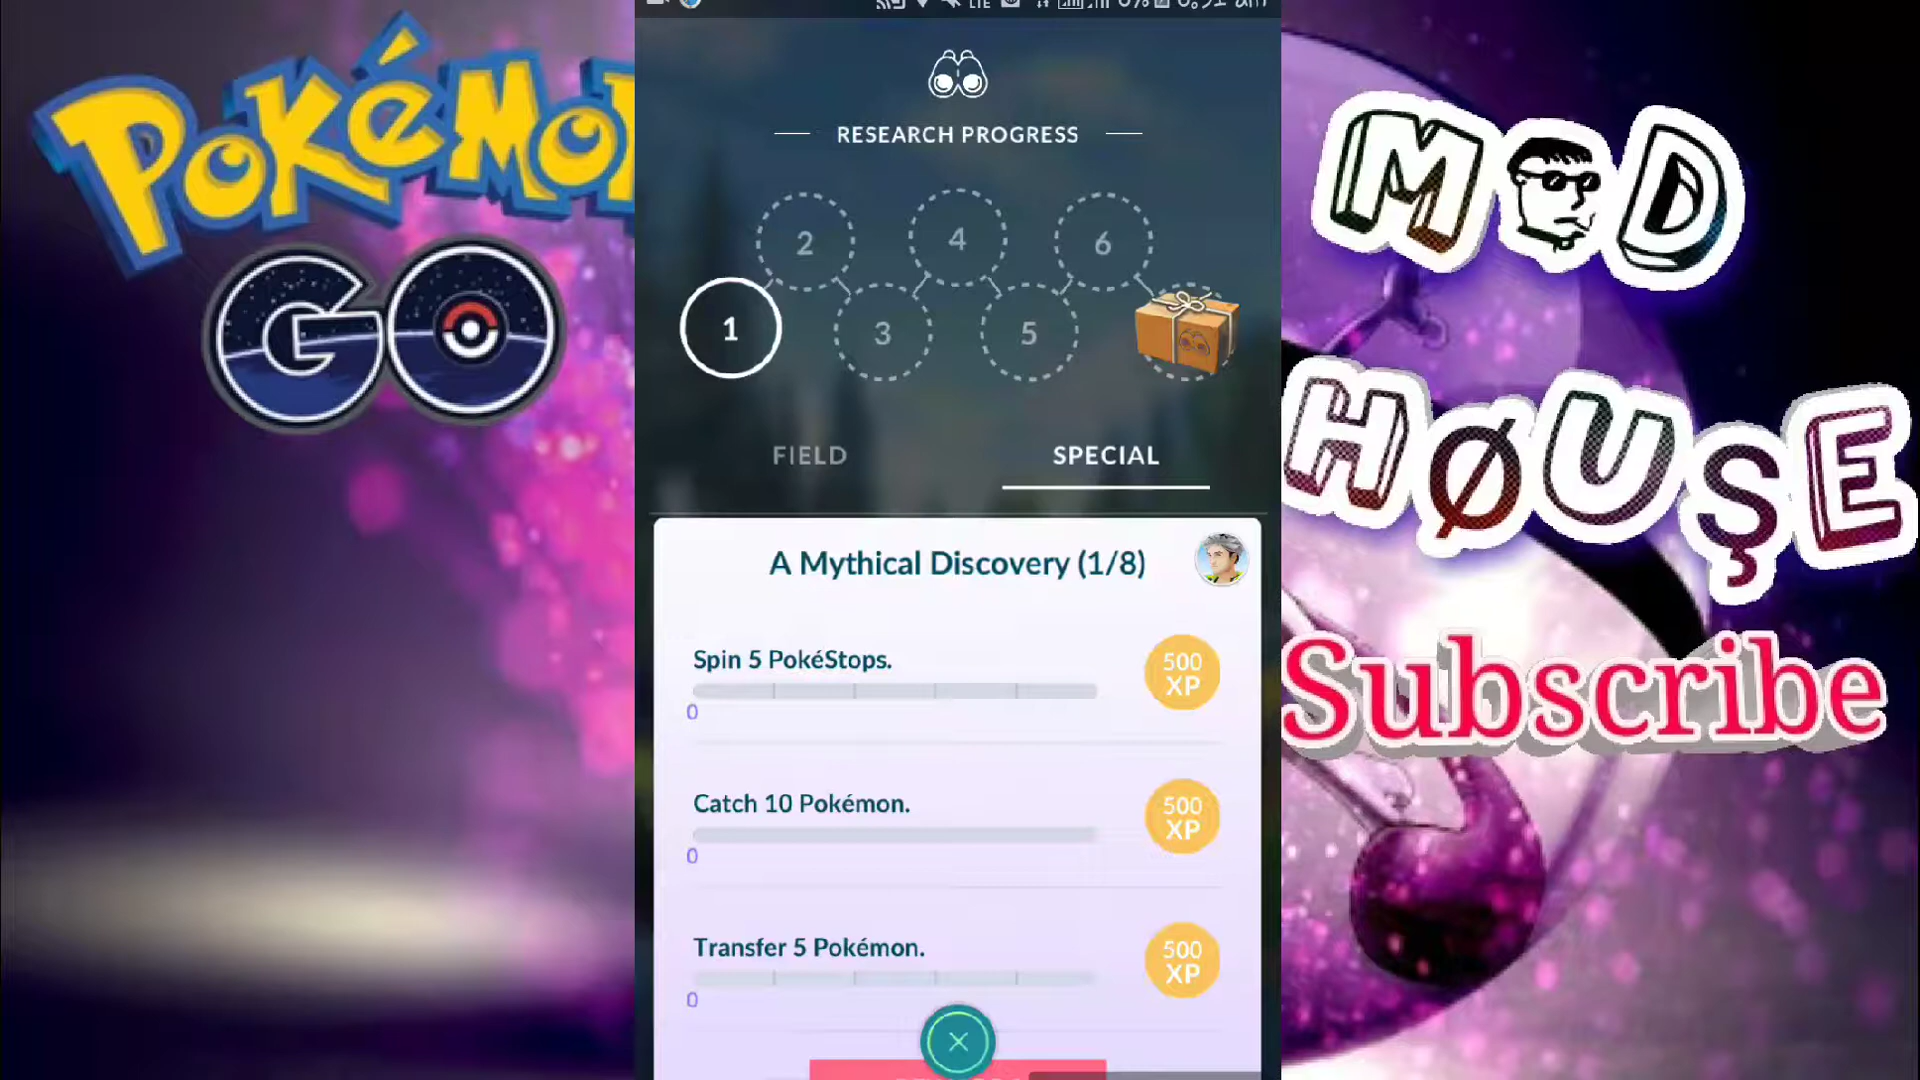 POKéMON
GO
RESEARCH PROGRESS
1
2
3
4
5
6
FIELD
SPECIAL
A Mythical Discovery (1/8)
Spin 5 PokéStops.
0
500
XP
Catch 10 Pokémon.
0
500
XP
Transfer 5 Pokémon.
0
500
XP
MOD
HØUŞE
Subscribe